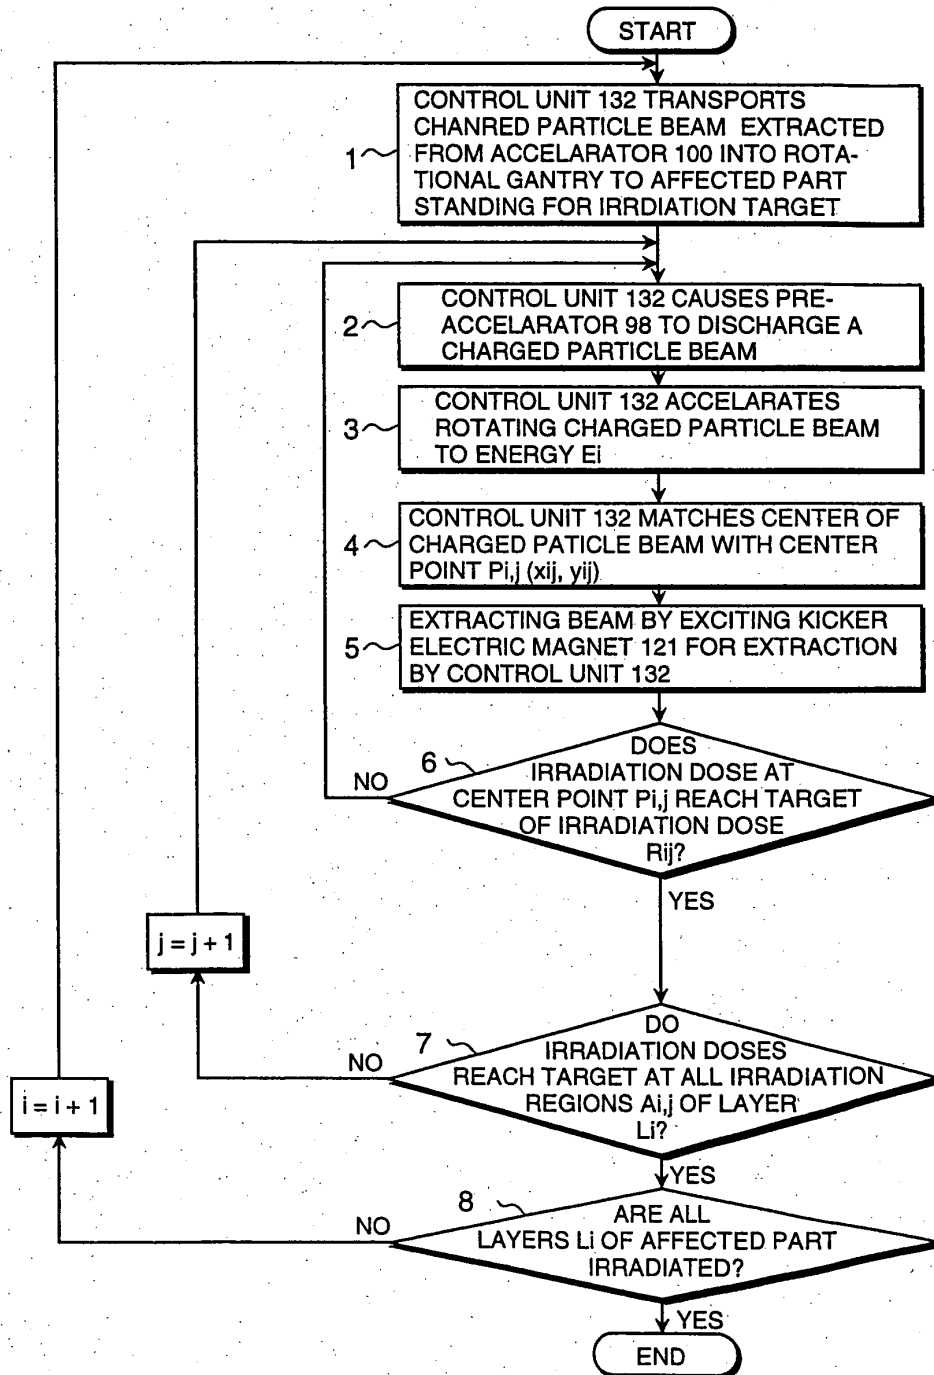 START
CONTROL UNIT 132 TRANSPORTS
CHANRED PARTICLE BEAM EXTRACTED
FROM ACCELARATOR 100 INTO ROTA-
TIONAL GANTRY TO AFFECTED PART
STANDING FOR IRRDIATION TARGET
1
CONTROL UNIT 132 CAUSES PRE-
ACCELARATOR 98 TO DISCHARGE A
CHARGED PARTICLE BEAM
2
CONTROL UNIT 132 ACCELARATES
ROTATING CHARGED PARTICLE BEAM
TO ENERGY Ei
3
CONTROL UNIT 132 MATCHES CENTER OF
CHARGED PATICLE BEAM WITH CENTER
POINT Pi,j (xij, yij)
4
EXTRACTING BEAM BY EXCITING KICKER
ELECTRIC MAGNET 121 FOR EXTRACTION
BY CONTROL UNIT 132
5
6
NO
DOES
IRRADIATION DOSE AT
CENTER POINT Pi,j REACH TARGET
OF IRRADIATION DOSE
Rij?
YES
j = j + 1
7
NO
DO
IRRADIATION DOSES
REACH TARGET AT ALL IRRADIATION
REGIONS Ai,j OF LAYER
Li?
YES
i = i + 1
8
NO
ARE ALL
LAYERS Li OF AFFECTED PART
IRRADIATED?
YES
END